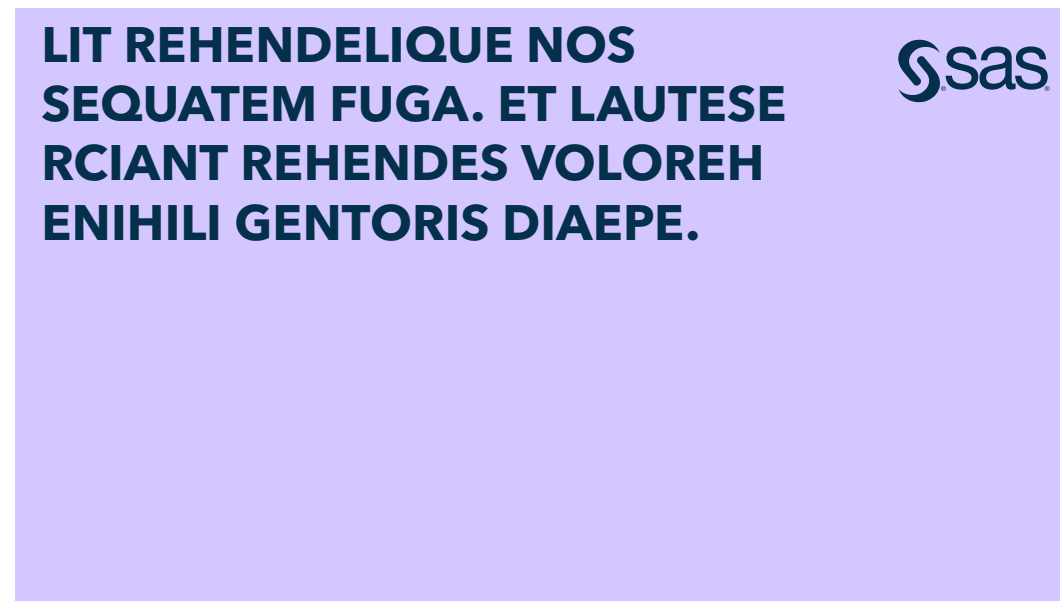 LIT REHENDELIQUE NOS
SEQUATEM FUGA. ET LAUTESE
RCIANT REHENDES VOLOREH
ENIHILI GENTORIS DIAEPE.
sas